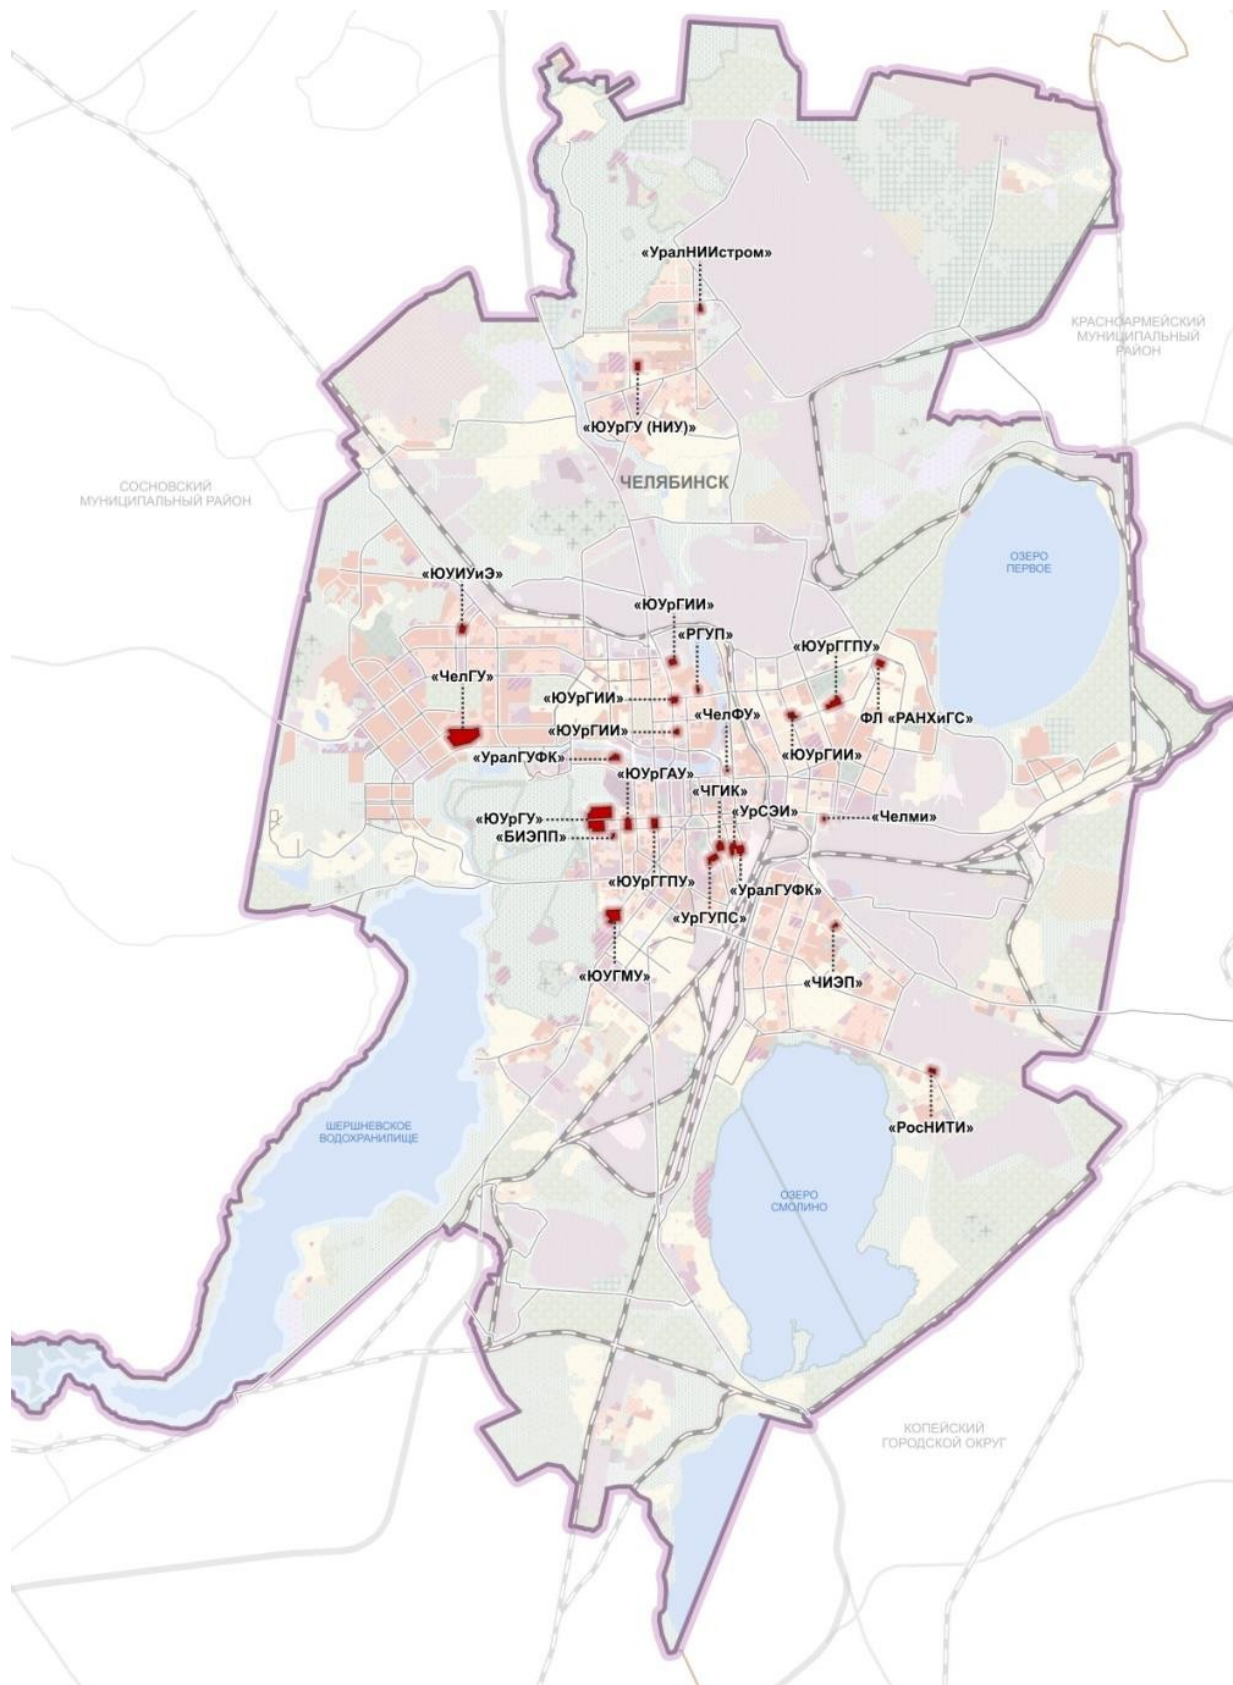 «УралНИИстром»
КРАСНОАРМЕЙСКИЙ
МУНИЦИПАЛЬНЫЙ
РАЙОН
«ЮУрГУ (НИУ)»
ЧЕЛЯБИНСК
СОСНОВСКИЙ
МУНИЦИПАЛЬНЫЙ РАЙОН
ОЗЕРО
ПЕРВОЕ
«ЮУИУиЭ»
«ЮУрГИИ»
«РГУП»
«ЮУрГГПУ»
«ЧелГУ»
«ЮУрГИИ»
«ЧелФУ»
ФЛ «РАНХиГС»
«ЮУрГИИ»
«УралГУФК»
«ЮУрГИИ»
«ЮУрГАУ»
«ЧГИК»
«УрСЭИ»
«Челми»
«ЮУрГУ»
«БИЭПП»
«ЮУрГГПУ»
«УралГУФК»
«УрГУПС»
«ЮУГМУ»
«ЧИЭП»
ШЕРШНЕВСКОЕ
ВОДОХРАНИЛИЩЕ
«РосНИТИ»
ОЗЕРО
СМОЛИНО
КОПЕЙСКИЙ
ГОРОДСКОЙ ОКРУГ